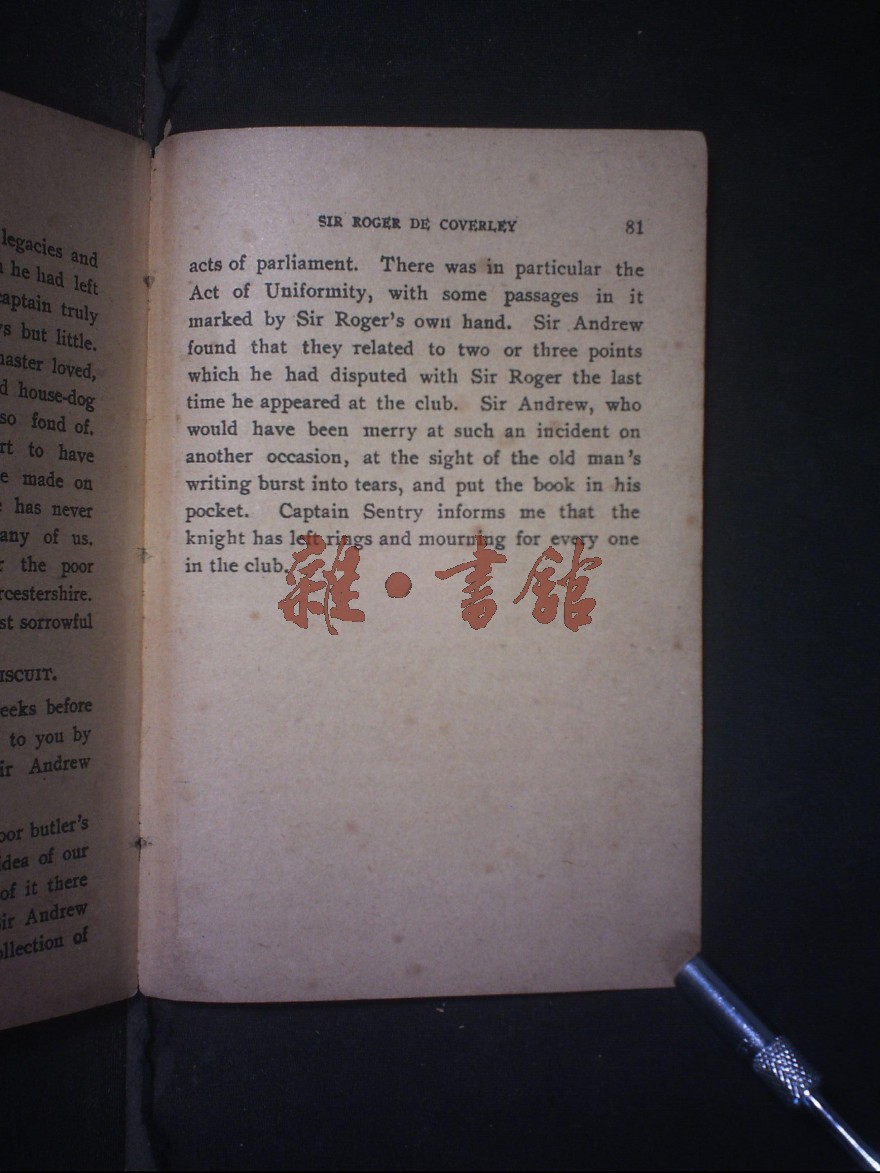 legacies and
he had left
captain truly
but little.
master loved,
house-dog
so fond of.
to have
made on
has never
any of us.
the poor
st sorrowful
ISCUIT.
before
to you by
Andrew
butler's
idea of our
of it there
Andrew
of
SIR ROGER DE COVERLEY 81
acts of parliament. There was in particular the
Act of Uniformity, with some passages in it
marked by Sir Roger's own hand. Sir Andrew
found that they related to two or three points
which he had disputed with Sir Roger the last
time he appeared at the club. Sir Andrew, who
would have been merry at such an incident on
another occasion, at the sight of the old man's
writing burst into tears, and put the book in his
pocket. Captain Sentry informs me that the
knight has left rings and mourning for every one
in the club.
雜·書館